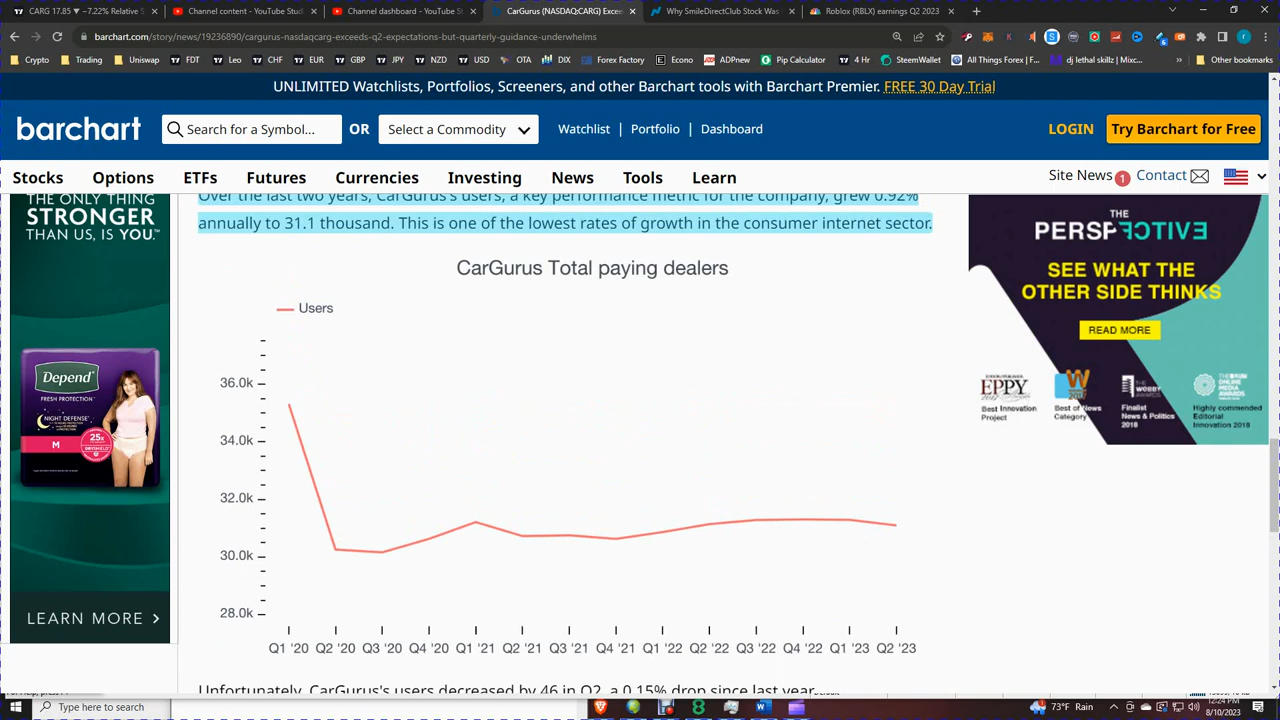 CARG 17.85 ▼ −7.22% Rightst
Channel content - YouTube Studi
Channel dashboard - YouTube S
CarGurus (NASDAQ:CARG) Exceed
Why SmileDirectClub Stock Was
Roblox (RBLX) earnings Q2 2023
barchart.com/story/news/19236890/cargurus-nasdaqcarg-exceeds-q2-expectations-but-quarterly-guidance-underwhelms
Crypto Trading Uniswap FDT Leo CHF EUR JPY NZD USD OTA DIX Forex Factory Econo ADPnew Pip Calculator 4 Hr SteemWallet All Things Forex | F... dj lethal skillz | Mixc... » Other bookmarks
UNLIMITED Watchlists, Portfolios, Screeners, and other Barchart tools with Barchart Premier. FREE 30 Day Trial
barchart Search for a Symbol... OR Select a Commodity Watchlist | Portfolio | Dashboard LOGIN Try Barchart for Free
Stocks Options ETFs Futures Currencies Investing News Tools Learn Site News 1 Contact
THE ONLY THING
STRONGER
THAN US, IS YOU.™
Depend
FRESH PROTECTION™
NIGHT DEFENSE
M
25x
LEARN MORE >
Over the last two years, CarGurus's users, a key performance metric for the company, grew 0.92%
annually to 31.1 thousand. This is one of the lowest rates of growth in the consumer internet sector.
CarGurus Total paying dealers
Users
36.0k
34.0k
32.0k
30.0k
28.0k
Q1 '20 Q2 '20 Q3 '20 Q4 '20 Q1 '21 Q2 '21 Q3 '21 Q4 '21 Q1 '22 Q2 '22 Q3 '22 Q4 '22 Q1 '23 Q2 '23
Unfortunately, CarGurus's users decreased by 46 in Q2, a 0.15% drop since last year.
THE
PERSPECTIVE
SEE WHAT THE
OTHER SIDE THINKS
READ MORE
EPPY
Best Innovation
Project
Best of News
Category
Finalist
News & Politics
2018
Highly commended
Editorial
Innovation 2018
Type here to search
73°F Rain
12:24 PM
8/10/2023